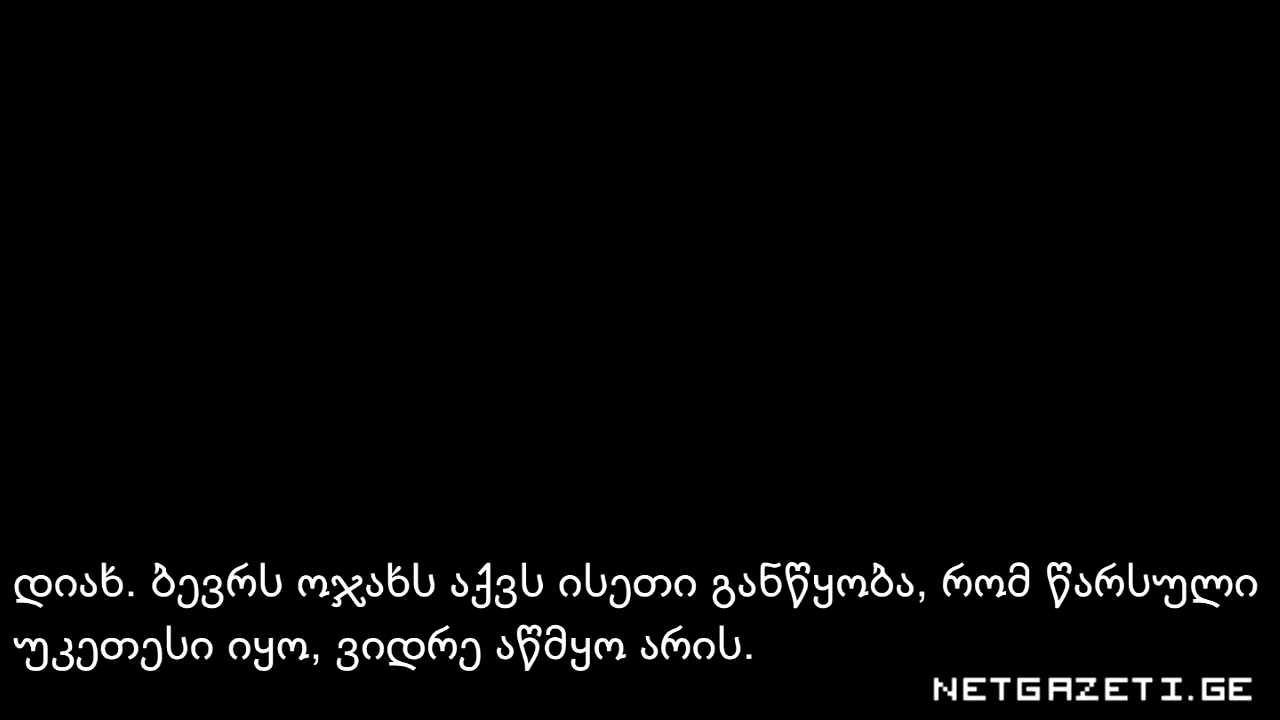 დიახ. ბევრს ოჯახს აქვს ისეთი განწყობა, რომ წარსული
უკეთესი იყო, ვიდრე აწმყო არის.
NETGAZETI.GE